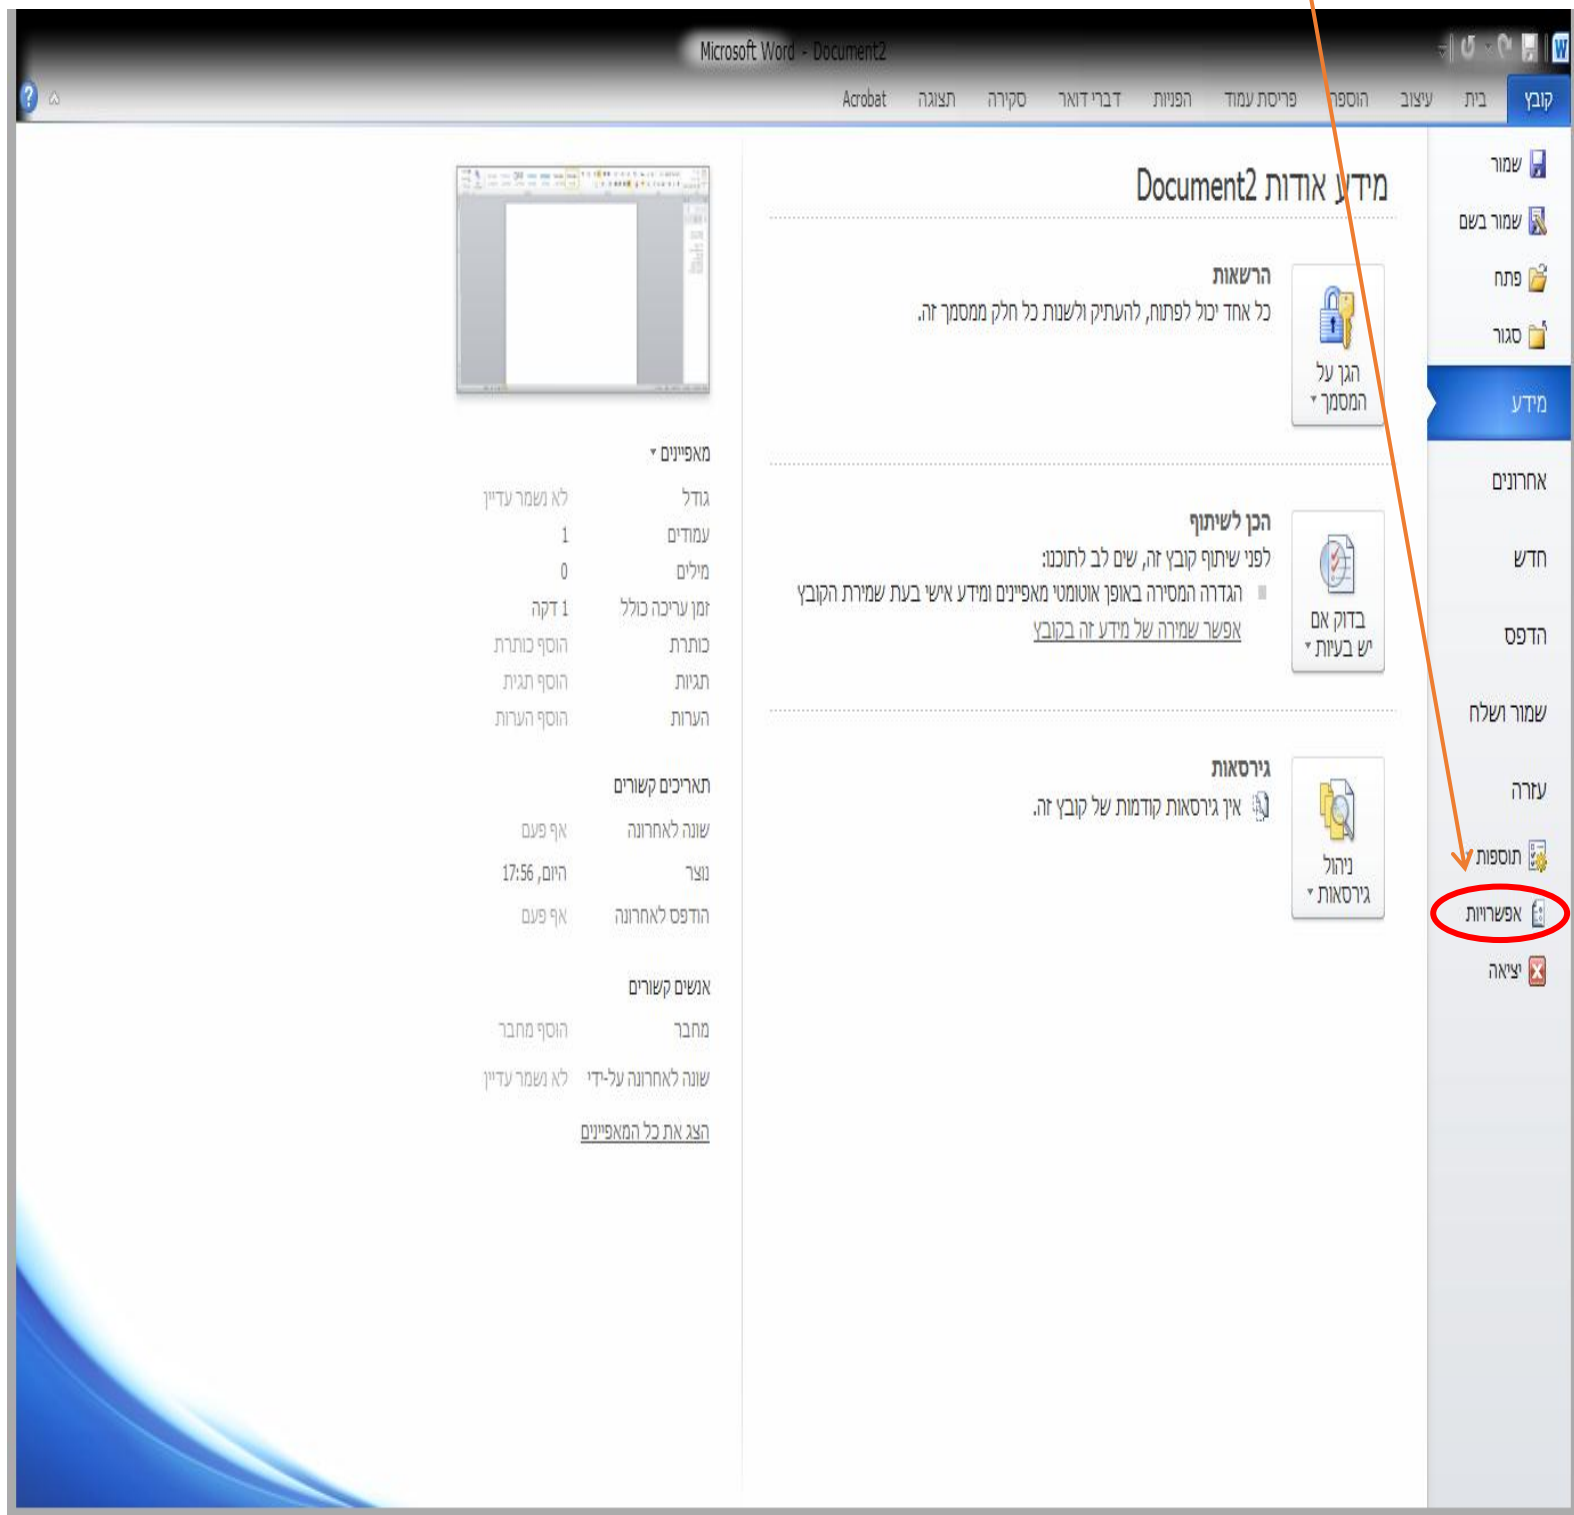 Microsoft Word - Document2
קובץ בית עיצוב הוספה פריסת עמוד הפניות דברי דואר סקירה תצוגה Acrobat
שמור
שמור בשם
פתח
סגור
מידע
אחרונים
חדש
הדפס
שמור ושלח
עזרה
תוספות
אפשרויות
יציאה
מידע אודות Document2
הרשאות
כל אחד יכול לפתוח, להעתיק ולשנות כל חלק ממסמך זה.
הגן על
המסמך
הכן לשיתוף
לפני שיתוף קובץ זה, שים לב לתוכנו:
הגדרה המסירה באופן אוטומטי מאפיינים ומידע אישי בעת שמירת הקובץ
אפשר שמירה של מידע זה בקובץ
בדוק אם
יש בעיות
גירסאות
אין גירסאות קודמות של קובץ זה.
ניהול
גירסאות
מאפיינים
גודל לא נשמר עדיין
עמודים 1
מילים 0
זמן עריכה כולל 1 דקה
כותרת הוסף כותרת
תגיות הוסף תגית
הערות הוסף הערות
תאריכים קשורים
שונה לאחרונה אף פעם
נוצר היום, 17:56
הודפס לאחרונה אף פעם
אנשים קשורים
מחבר הוסף מחבר
שונה לאחרונה על-ידי לא נשמר עדיין
הצג את כל המאפיינים